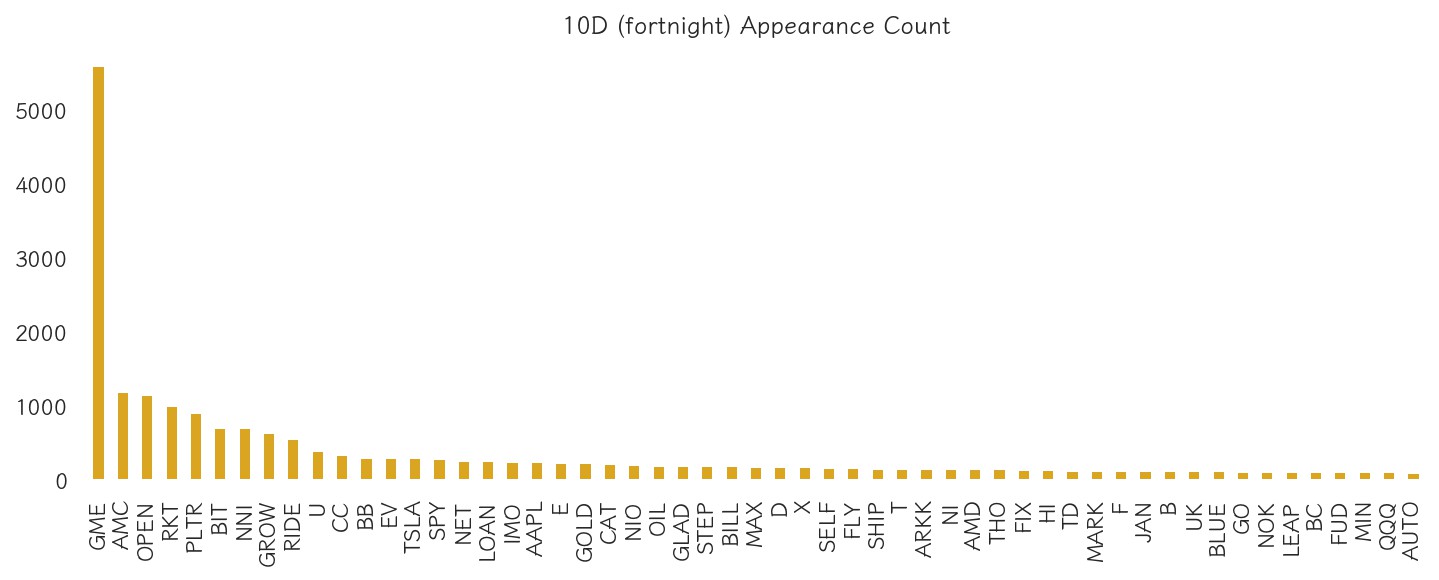 10D (fortnight) Appearance Count
5000
4000
3000
2000
1000
0
GME
AMC
OPEN
RKT
PLTR
BIT
NNI
GROW
RIDE
U
CC
BB
EV
TSLA
SPY
NET
LOAN
IMO
AAPL
E
GOLD
CAT
NIO
OIL
GLAD
STEP
BILL
MAX
D
X
SELF
FLY
SHIP
T
ARKK
NI
AMD
THO
FIX
HI
TD
MARK
F
JAN
B
UK
BLUE
GO
NOK
LEAP
BC
FUD
MIN
QQQ
AUTO